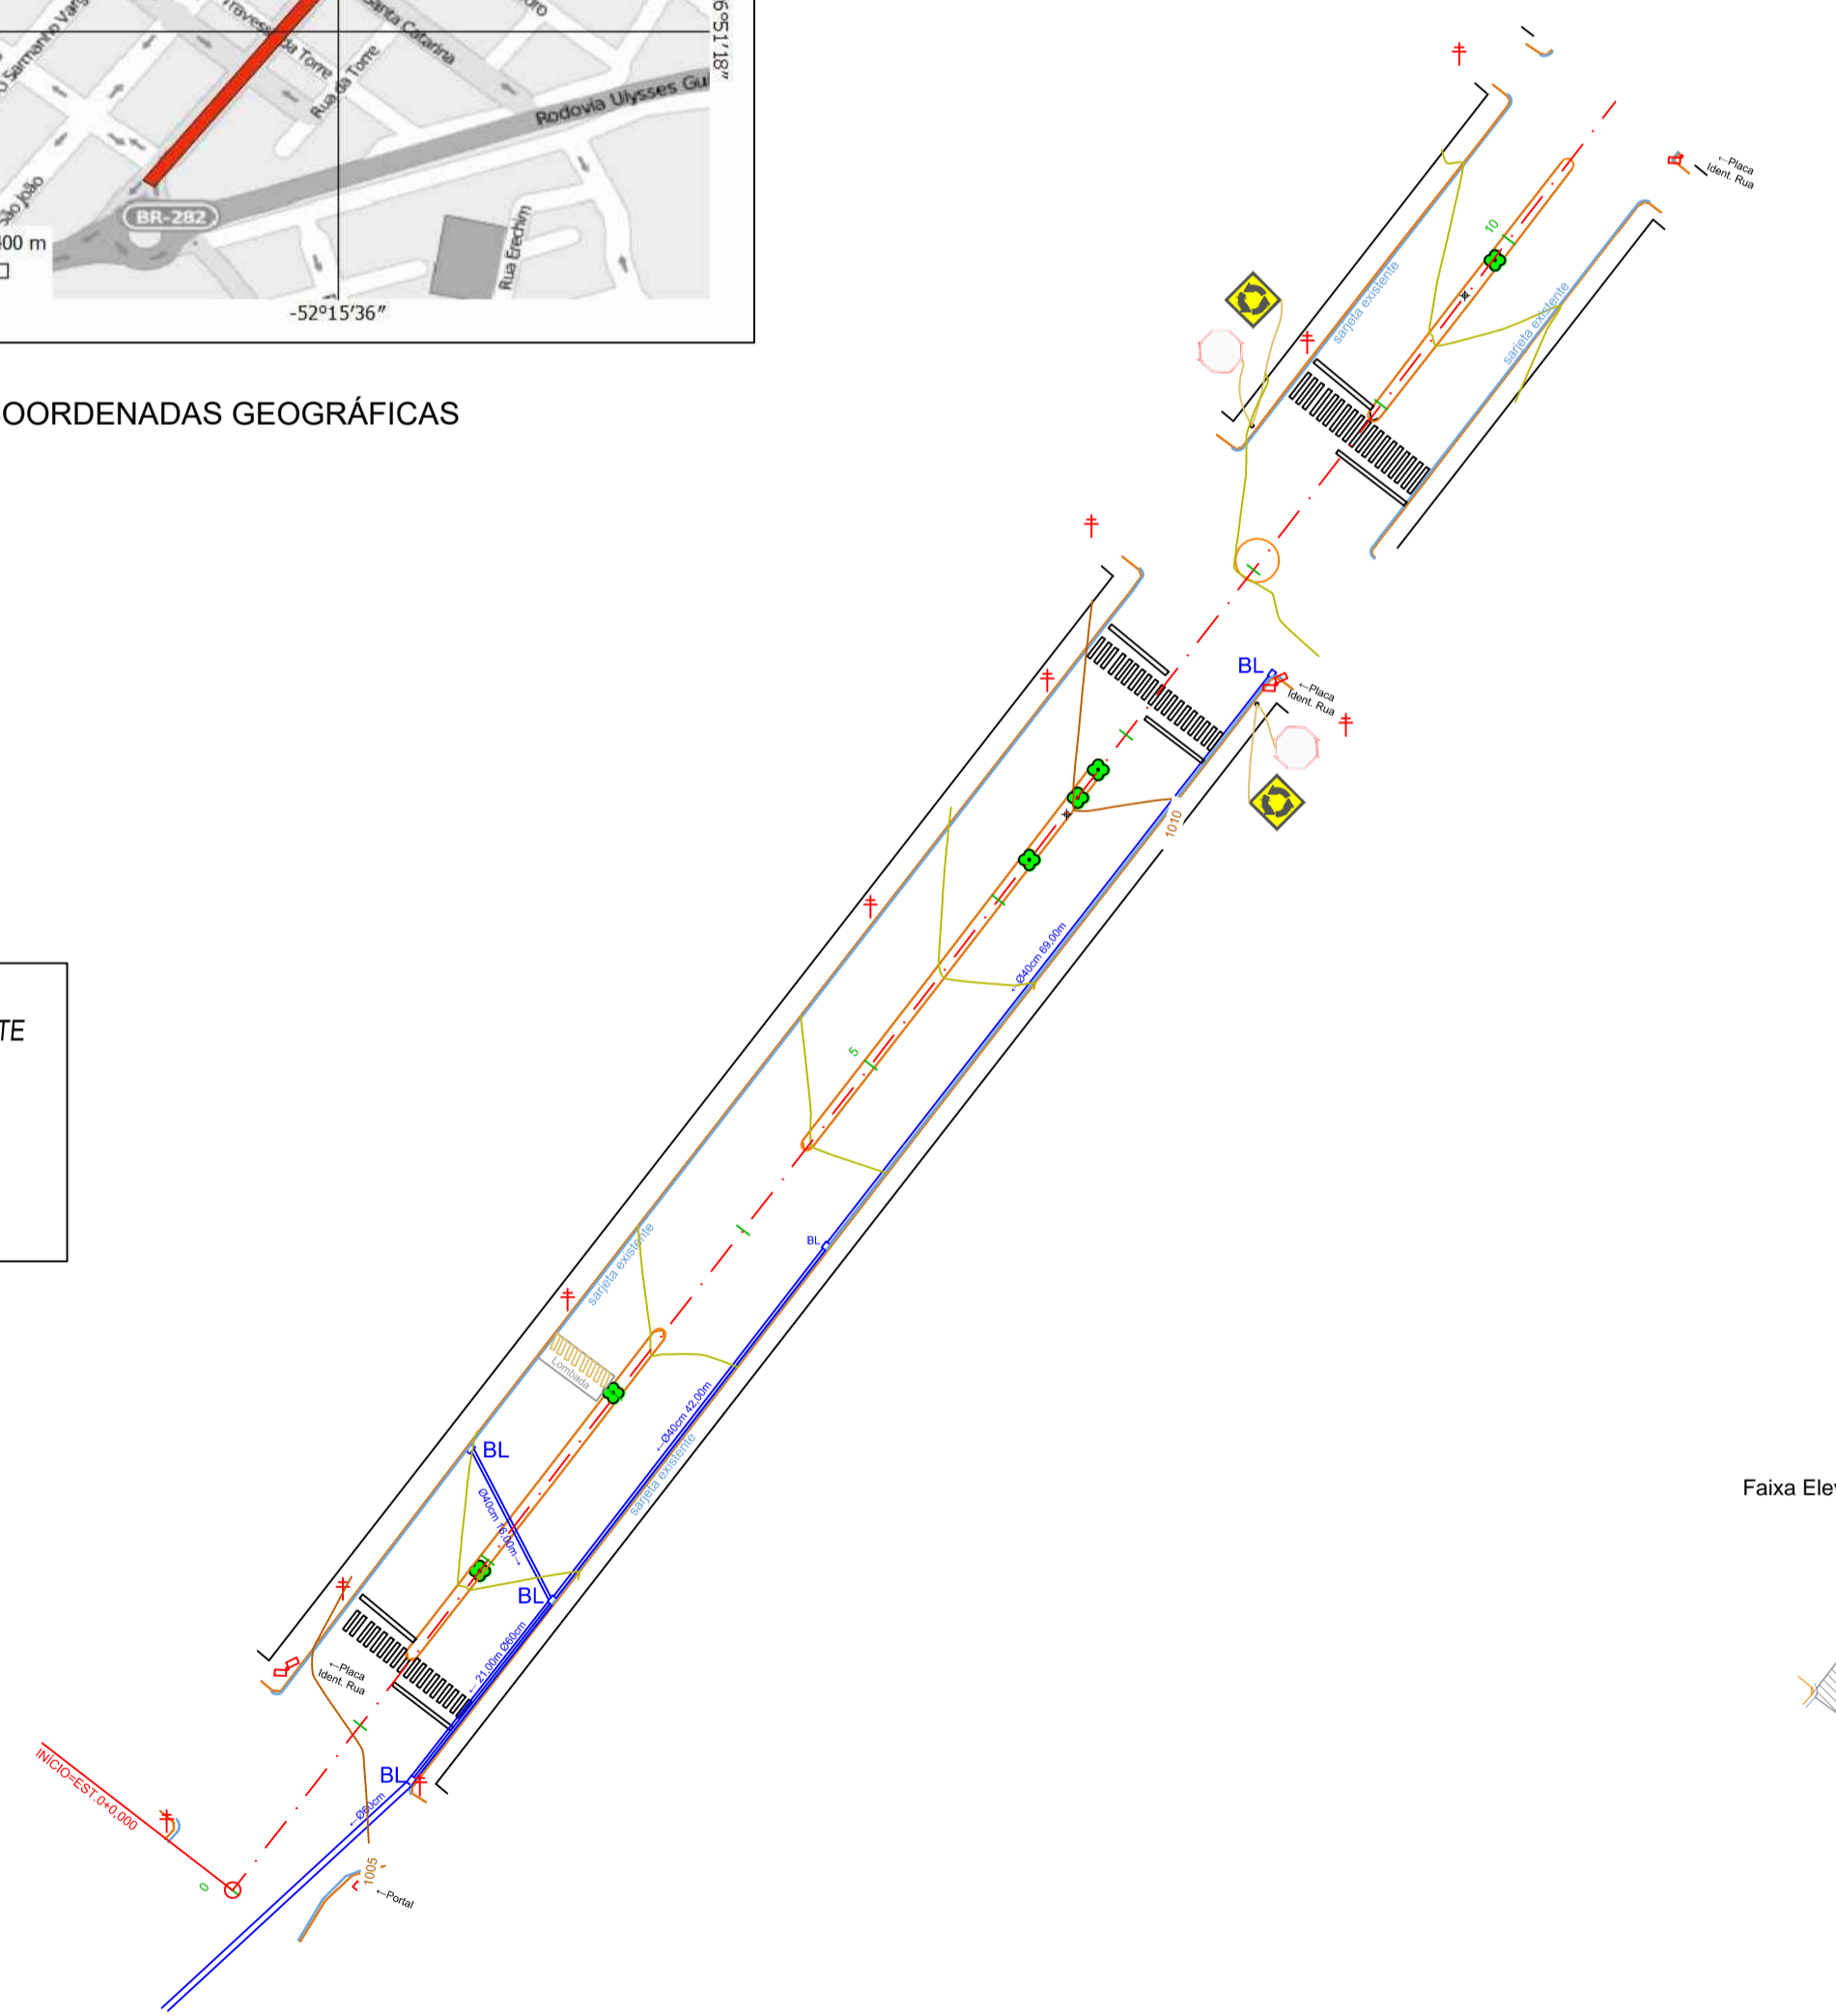 Santa Catarina
da Torre
Rua da Torre
Rodovia Ulysses Gu
6°51'18"
São João
BR-282
Rua Erechim
00 m
-52°15'36"
OORDENADAS GEOGRÁFICAS
TE
←Placa
Ident. Rua
10
sarjeta existente
sarjeta existente
BL
←Placa
Ident. Rua
1010
←Ø40cm 69,00m
5
BL
sarjeta existente
Lombada
←Ø40cm 42,00m
sarjeta existente
BL
Ø40cm 16,00m→
BL
← 21,00m Ø60cm
←Placa
Ident. Rua
BL
←Ø60cm
INÍCIO=EST.0+0,000
0
1005
←Portal
Faixa Elev